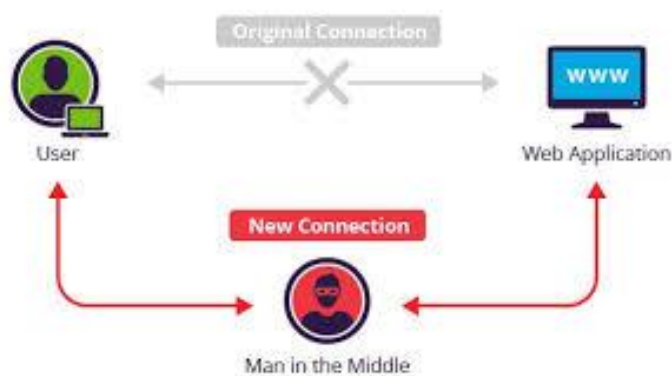 Original Connection
www
User
Web Application
New Connection
Man in the Middle